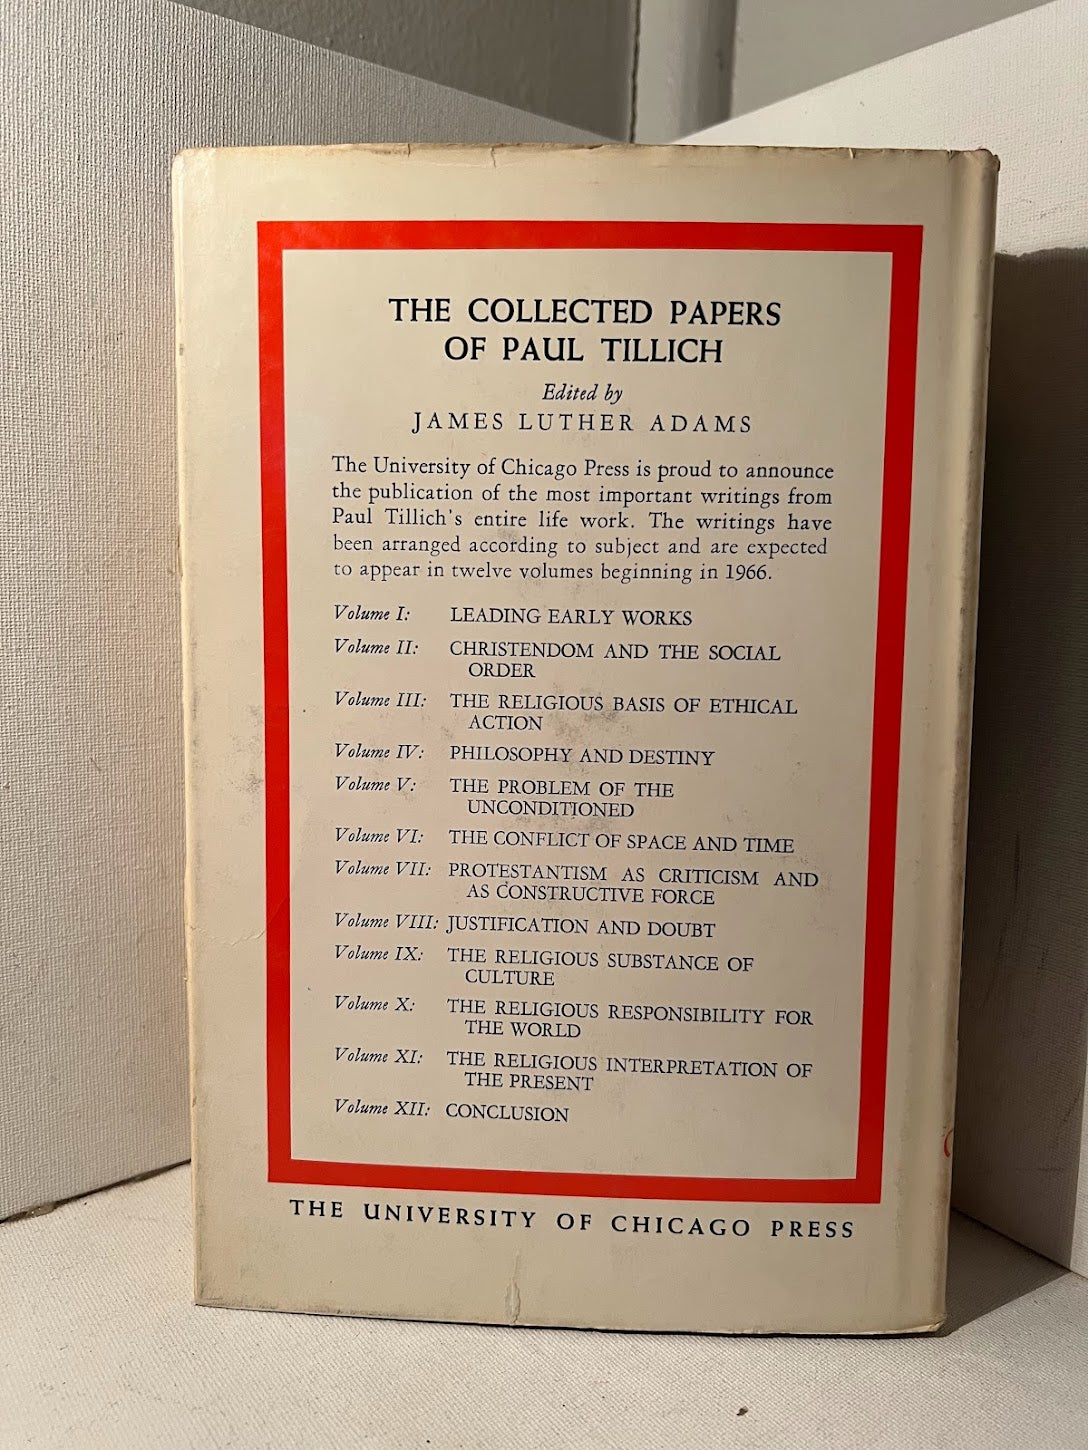 THE COLLECTED PAPERS
OF PAUL TILLICH
Edited by
JAMES LUTHER ADAMS
The University of Chicago Press is proud to announce
the publication of the most important writings from
Paul Tillich's entire life work. The writings have
been arranged according to subject and are expected
to appear in twelve volumes beginning in 1966.
Volume I: LEADING EARLY WORKS
Volume II: CHRISTENDOM AND THE SOCIAL
ORDER
Volume III: THE RELIGIOUS BASIS OF ETHICAL
ACTION
Volume IV: PHILOSOPHY AND DESTINY
Volume V: THE PROBLEM OF THE
UNCONDITIONED
Volume VI: THE CONFLICT OF SPACE AND TIME
Volume VII: PROTESTANTISM AS CRITICISM AND
AS CONSTRUCTIVE FORCE
Volume VIII: JUSTIFICATION AND DOUBT
Volume IX: THE RELIGIOUS SUBSTANCE OF
CULTURE
Volume X: THE RELIGIOUS RESPONSIBILITY FOR
THE WORLD
Volume XI: THE RELIGIOUS INTERPRETATION OF
THE PRESENT
Volume XII: CONCLUSION
THE UNIVERSITY OF CHICAGO PRESS